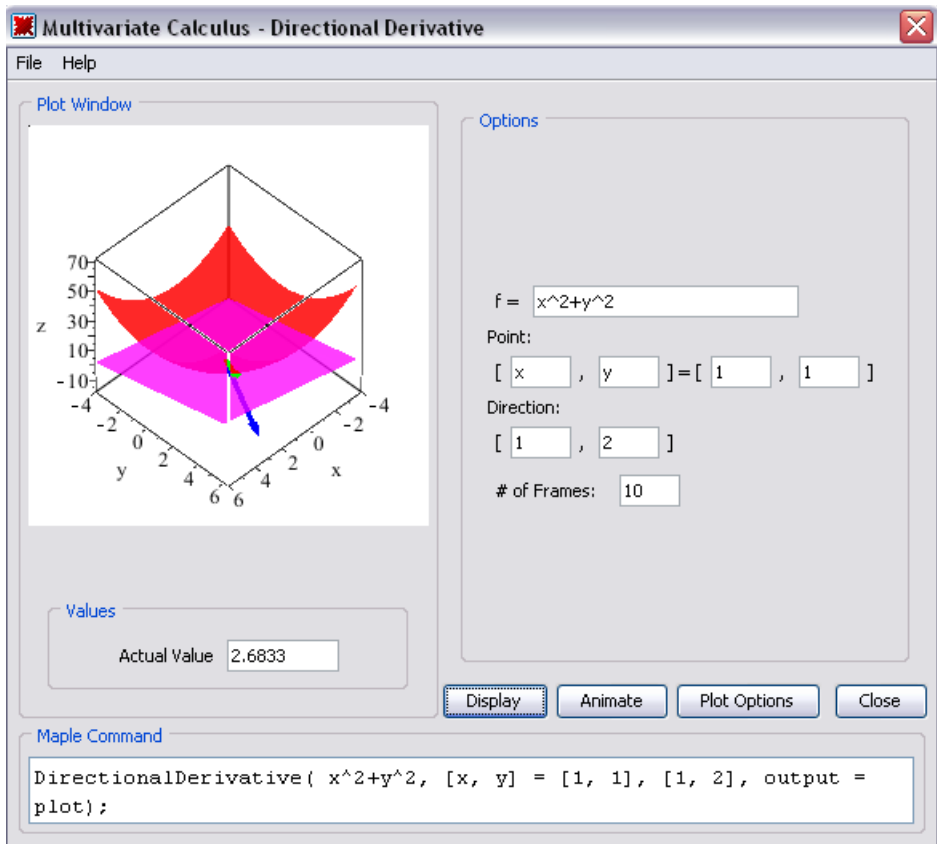 Multivariate Calculus - Directional Derivative
File Help
Plot Window
70
50
30
z
10
-10
-4
-2
0
y
2
4
6
6
4
2
x
0
-2
-4
Values
Actual Value 2.6833
Options
f = x^2+y^2
Point:
[ x , y ]=[ 1 , 1 ]
Direction:
[ 1 , 2 ]
# of Frames: 10
Display Animate Plot Options Close
Maple Command
DirectionalDerivative( x^2+y^2, [x, y] = [1, 1], [1, 2], output =
plot);